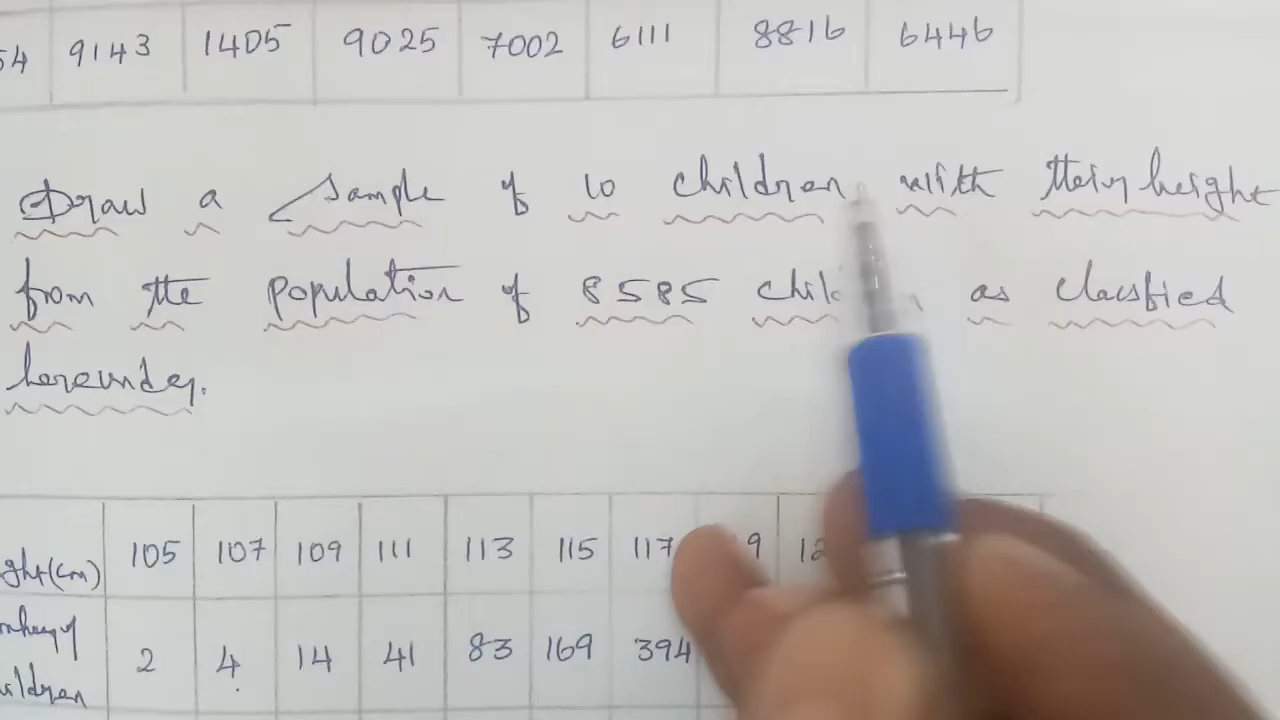 54 9143 1405 9025 7002 6111 8816 6446
Draw a sample of 10 children with their height
from the population of 8585 as classfied
hereunder.
105 107 109 111 113 115 117
2 4 14 41 83 169 394